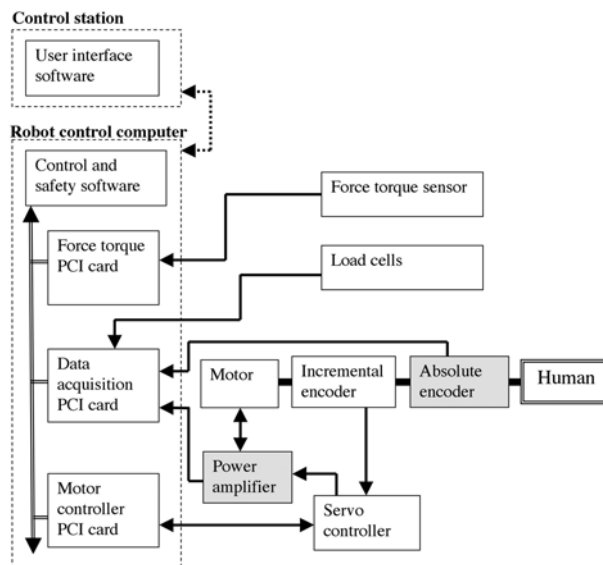 Control station
User interface
software
Robot control computer
Control and
safety software
Force torque
PCI card
Data
acquisition
PCI card
Motor
controller
PCI card
Force torque sensor
Load cells
Motor
Incremental
encoder
Absolute
encoder
Human
Power
amplifier
Servo
controller